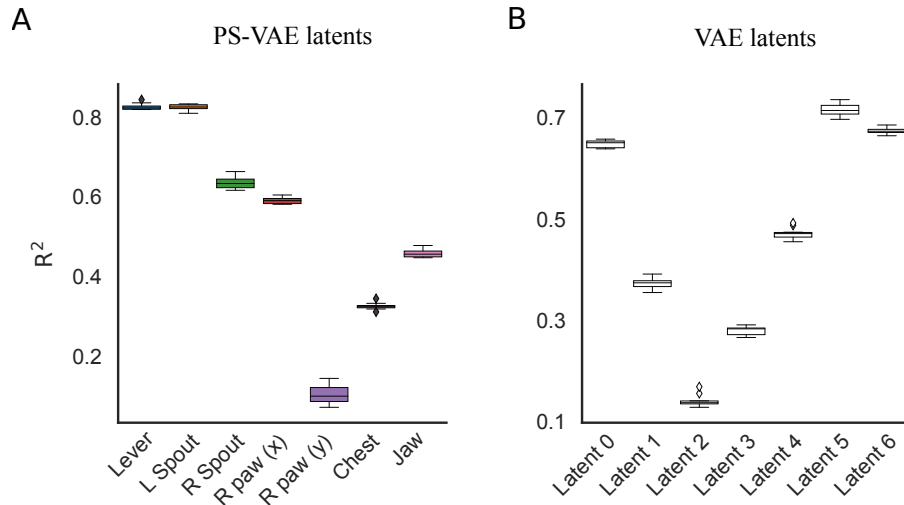 A
PS-VAE latents
R²
0.8
0.6
0.4
0.2
Lever
L Spout
R Spout
R paw (x)
R paw (y)
Chest
Jaw
B
VAE latents
0.7
0.5
0.3
0.1
Latent 0
Latent 1
Latent 2
Latent 3
Latent 4
Latent 5
Latent 6